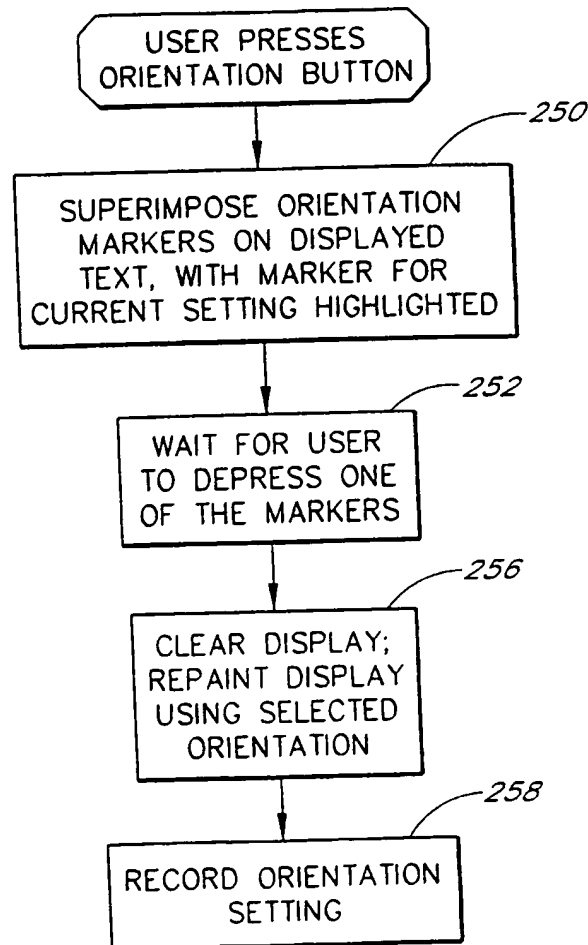 USER PRESSES
ORIENTATION BUTTON
250
SUPERIMPOSE ORIENTATION
MARKERS ON DISPLAYED
TEXT, WITH MARKER FOR
CURRENT SETTING HIGHLIGHTED
252
WAIT FOR USER
TO DEPRESS ONE
OF THE MARKERS
256
CLEAR DISPLAY;
REPAINT DISPLAY
USING SELECTED
ORIENTATION
258
RECORD ORIENTATION
SETTING